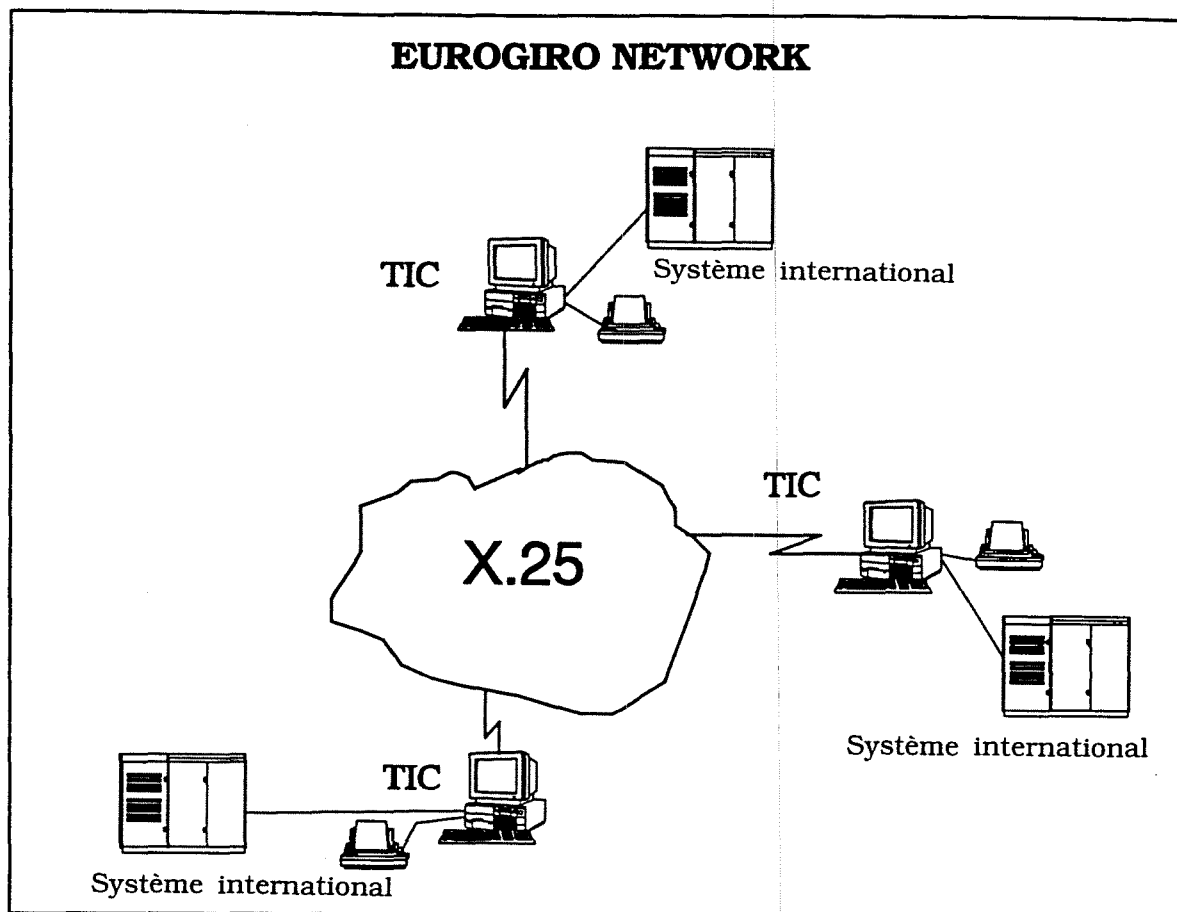 EUROGIRO NETWORK
TIC
Système international
TIC
X.25
Système international
TIC
Système international